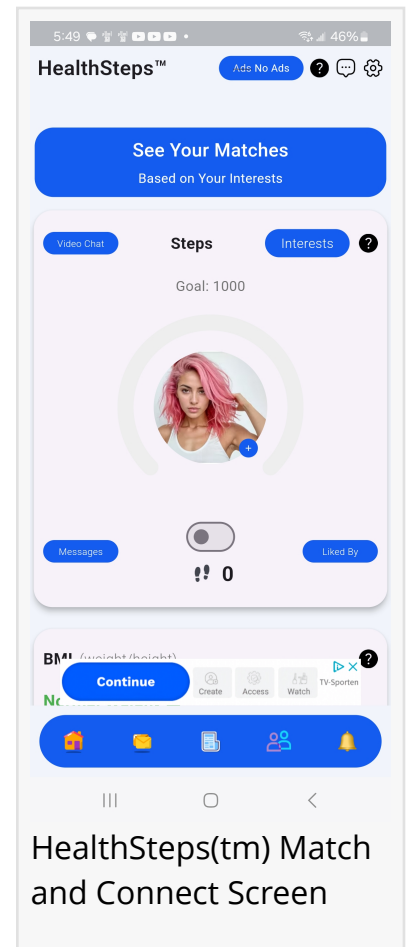 5:49 46%
HealthSteps™ Ads No Ads ?
See Your Matches
Based on Your Interests
Video Chat Steps Interests ?
Goal: 1000
+
Messages Liked By
0
BMI (weight/height) ?
Continue Create Access Watch TV-Sporten
HealthSteps(tm) Match
and Connect Screen